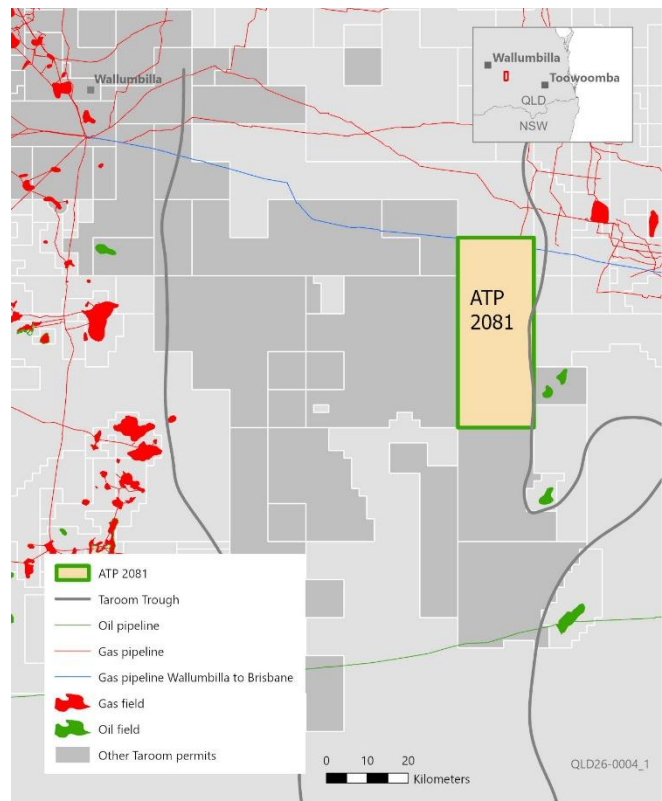 Wallumbilla
Wallumbilla
Toowoomba
QLD
NSW
ATP
2081
ATP 2081
Taroom Trough
Oil pipeline
Gas pipeline
Gas pipeline Wallumbilla to Brisbane
Gas field
Oil field
Other Taroom permits
0 10 20
Kilometers
QLD26-0004_1